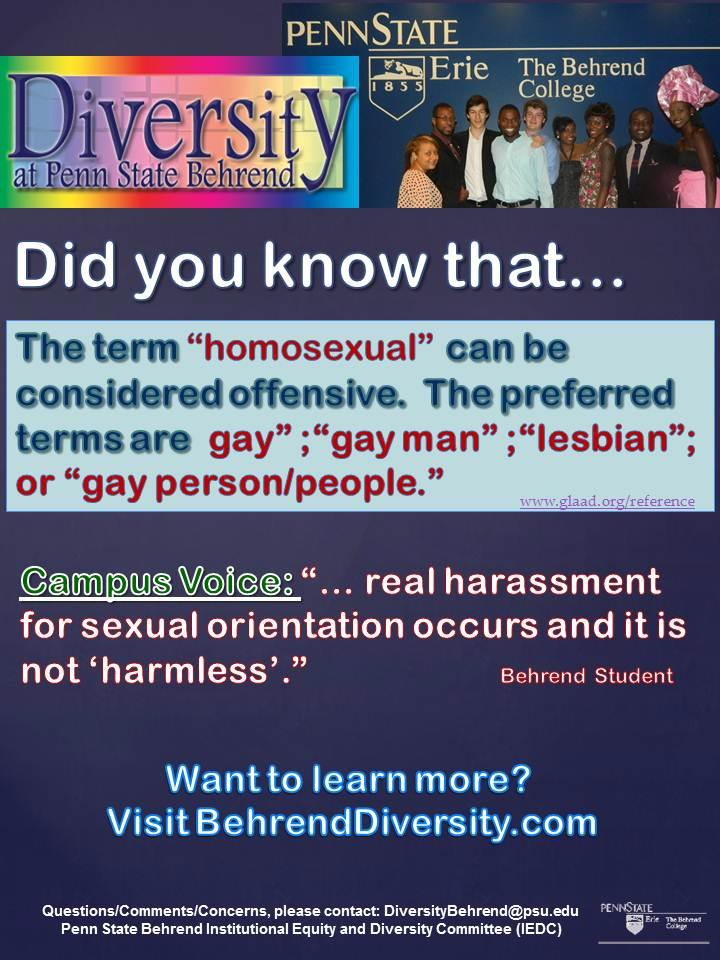 PENNSTATE
Erie The Behrend
College
1855
Diversity
at Penn State Behrend
Did you know that...
The term “homosexual” can be
considered offensive. The preferred
terms are gay” ;“gay man” ;“lesbian”;
or “gay person/people.”
www.glaad.org/reference
Campus Voice: “... real harassment
for sexual orientation occurs and it is
not ‘harmless’.”
Behrend Student
Want to learn more?
Visit BehrendDiversity.com
Questions/Comments/Concerns, please contact: DiversityBehrend@psu.edu
Penn State Behrend Institutional Equity and Diversity Committee (IEDC)
PENNSTATE
Erie The Behrend
College